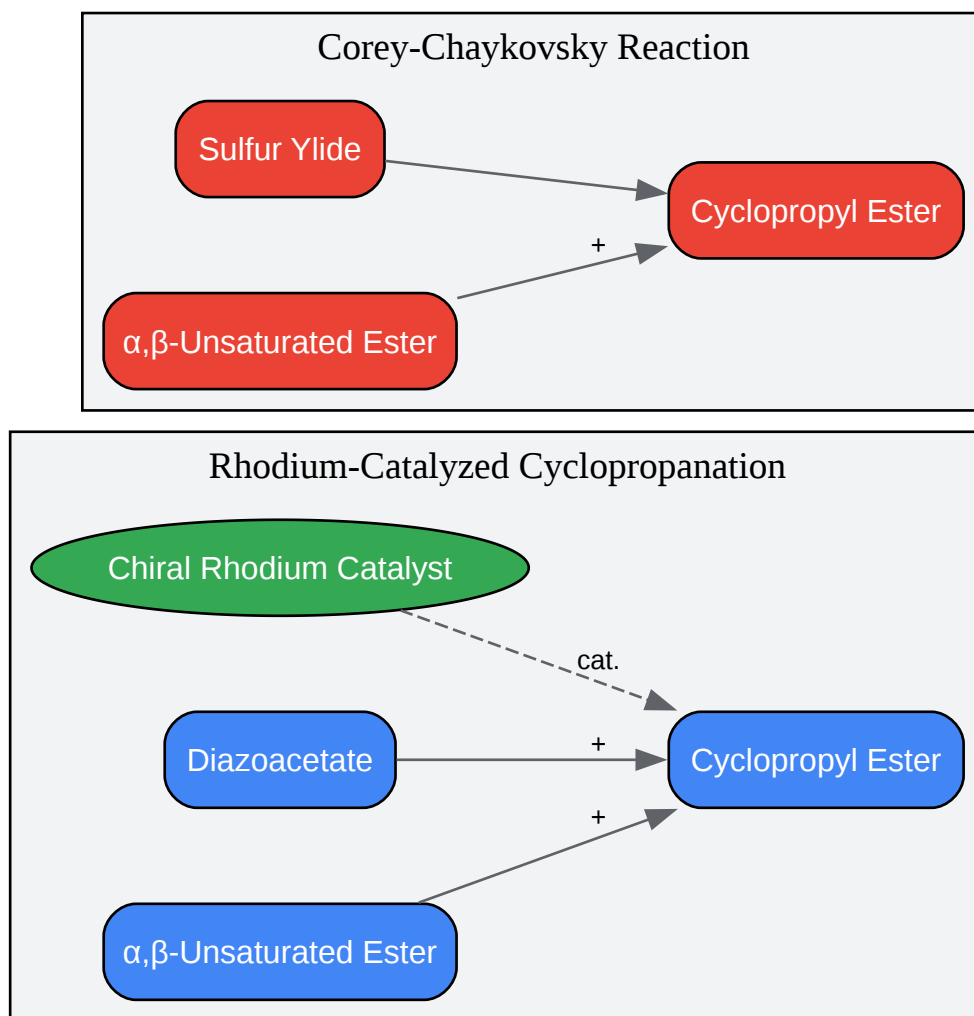 Corey-Chaykovsky Reaction
Sulfur Ylide
Cyclopropyl Ester
+
α,β-Unsaturated Ester
Rhodium-Catalyzed Cyclopropanation
Chiral Rhodium Catalyst
cat.
Diazoacetate
+
Cyclopropyl Ester
+
α,β-Unsaturated Ester